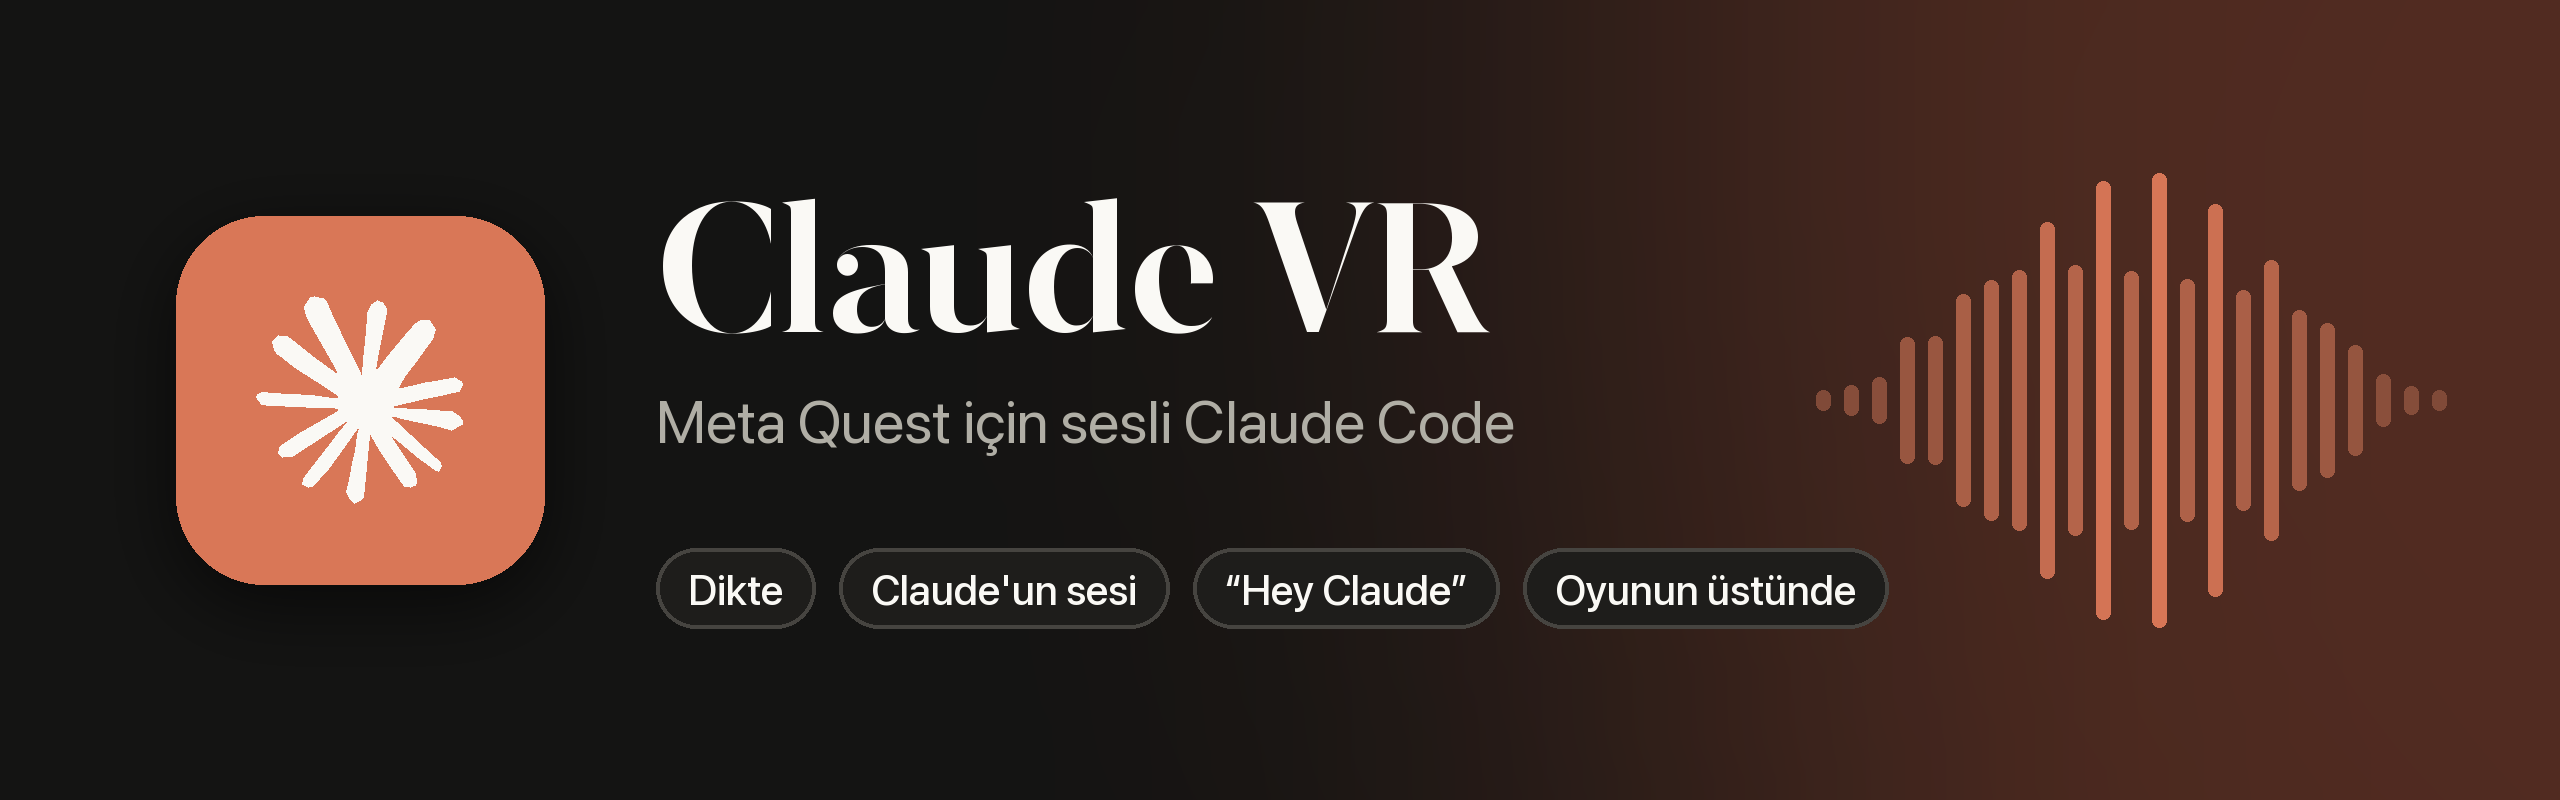 Claude VR
Meta Quest için sesli Claude Code
Dikte
Claude'un sesi
“Hey Claude”
Oyunun üstünde